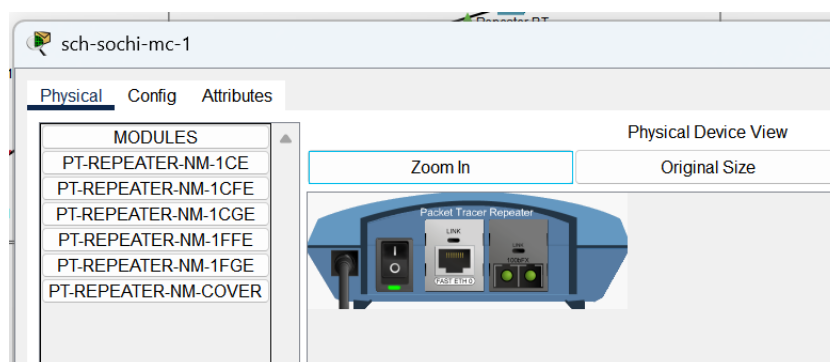 Repeater-PT
sch-sochi-mc-1
Physical Config Attributes
MODULES
PT-REPEATER-NM-1CE
PT-REPEATER-NM-1CFE
PT-REPEATER-NM-1CGE
PT-REPEATER-NM-1FFE
PT-REPEATER-NM-1FGE
PT-REPEATER-NM-COVER
Physical Device View
Zoom In Original Size
Packet Tracer Repeater
LINK
LINK
100bFX
FAST ETH 0